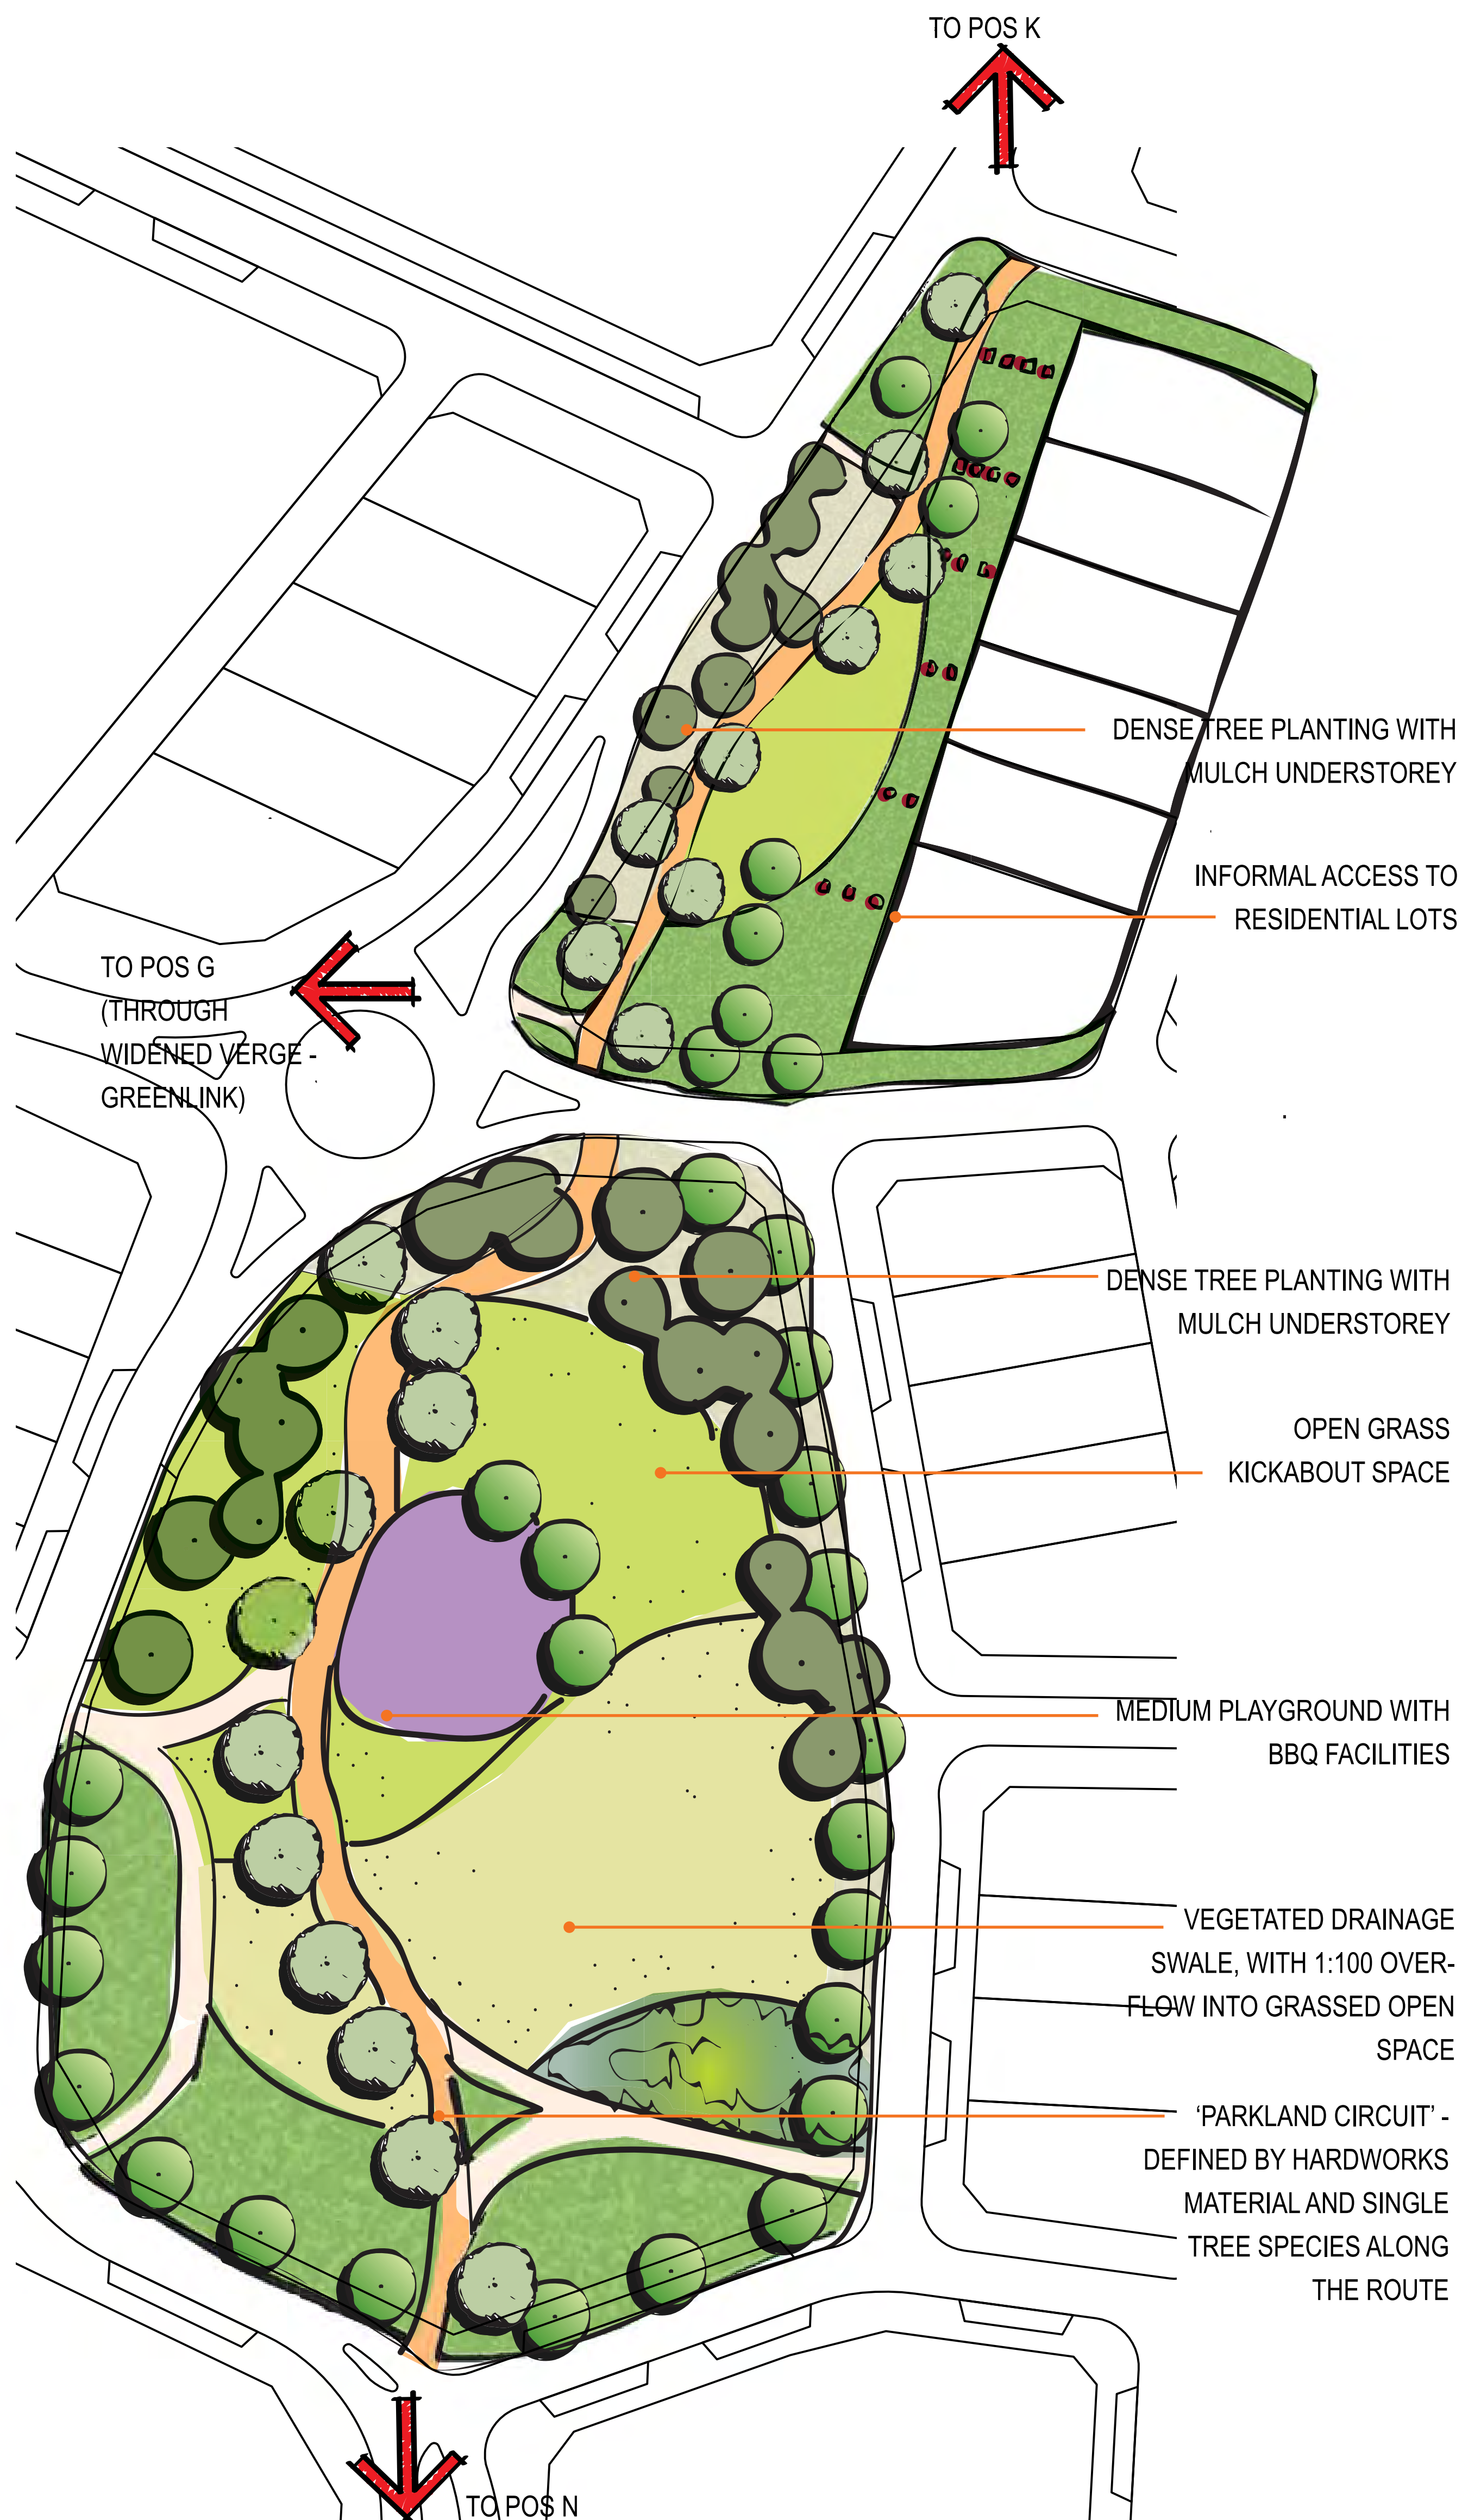 TO POS K
DENSE TREE PLANTING WITH
MULCH UNDERSTOREY
INFORMAL ACCESS TO
RESIDENTIAL LOTS
TO POS G
(THROUGH
WIDENED VERGE -
GREENLINK)
DENSE TREE PLANTING WITH
MULCH UNDERSTOREY
OPEN GRASS
KICKABOUT SPACE
MEDIUM PLAYGROUND WITH
BBQ FACILITIES
VEGETATED DRAINAGE
SWALE, WITH 1:100 OVER-
FLOW INTO GRASSED OPEN
SPACE
‘PARKLAND CIRCUIT’ -
DEFINED BY HARDWORKS
MATERIAL AND SINGLE
TREE SPECIES ALONG
THE ROUTE
TO POS N